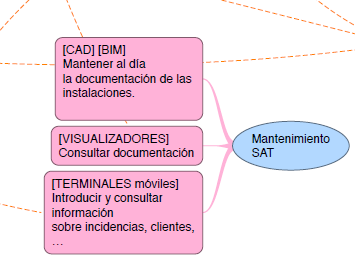 [CAD] [BIM]
Mantener al día
la documentación de las
instalaciones.
[VISUALIZADORES]
Consultar documentación
[TERMINALES móviles]
Introducir y consultar
información
sobre incidencias, clientes,
...
Mantenimiento
SAT